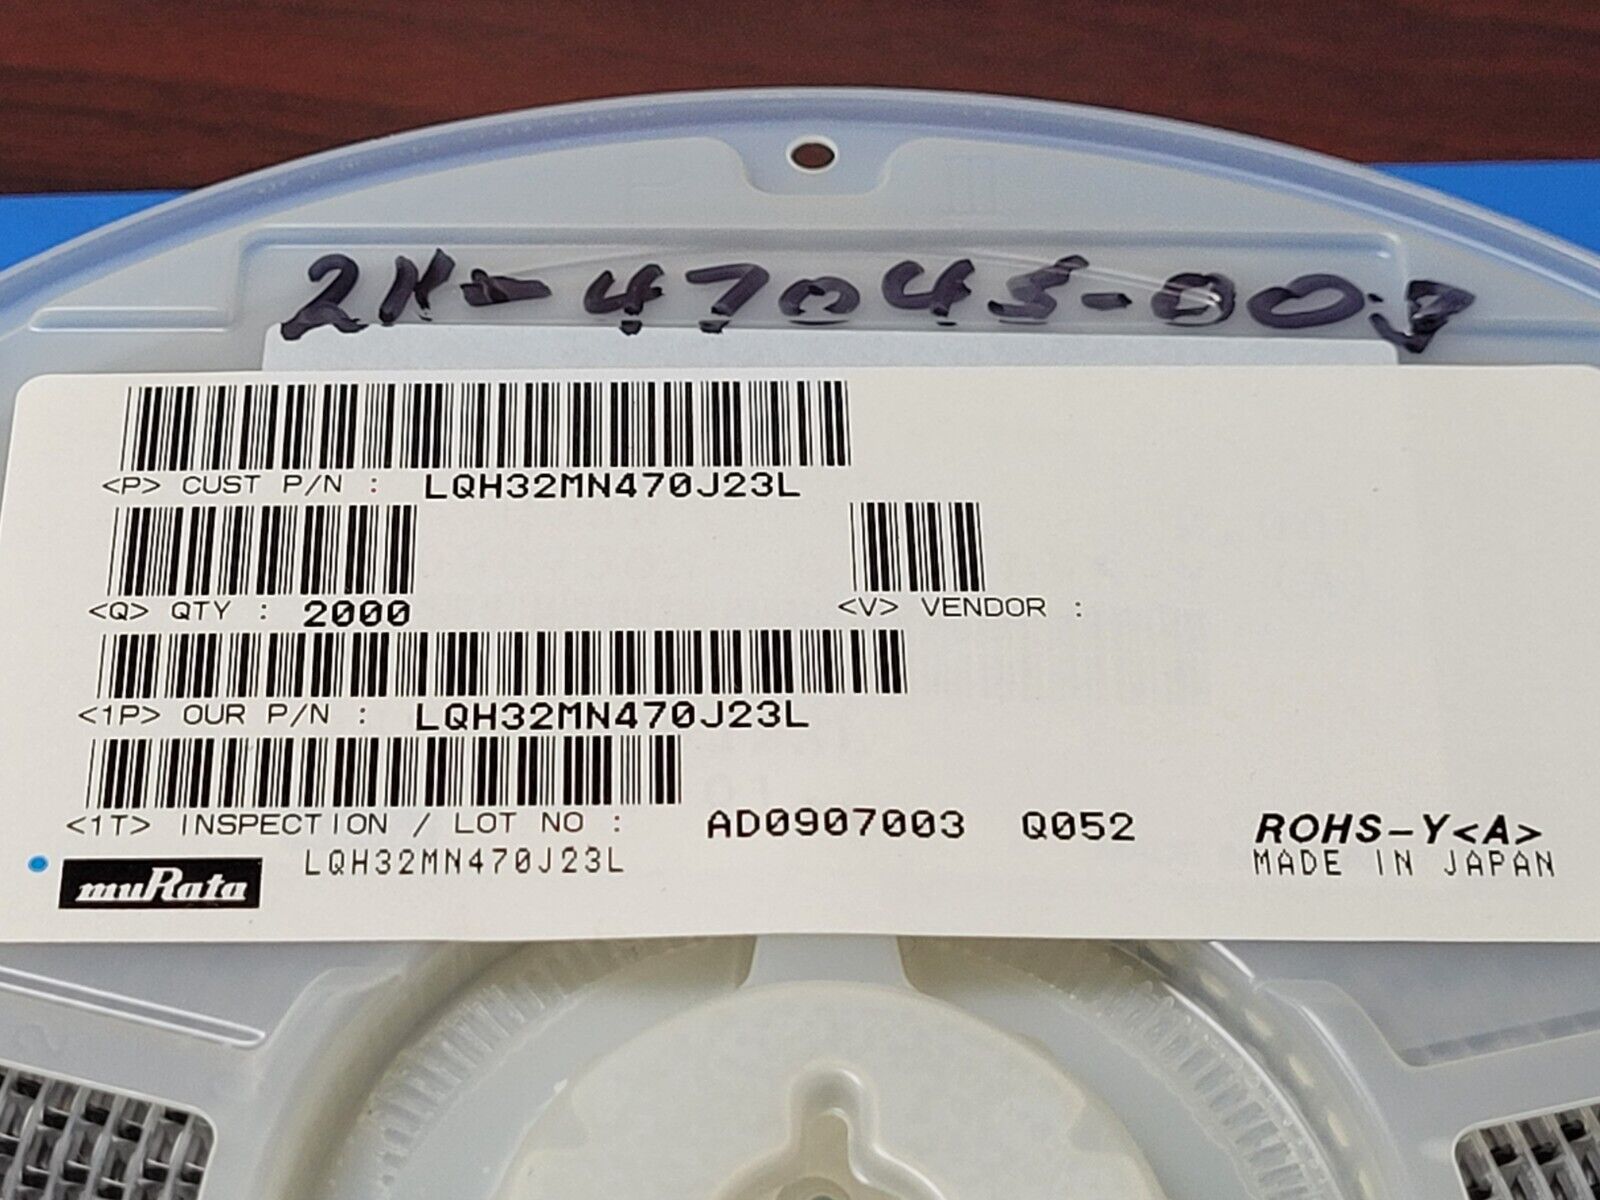 2K-47045-003
<P> CUST P/N : LQH32MN470J23L
<Q> QTY : 2000 <V> VENDOR :
<1P> OUR P/N : LQH32MN470J23L
<1T> INSPECTION / LOT NO : AD0907003 Q052 ROHS-Y<A>
muRata LQH32MN470J23L MADE IN JAPAN